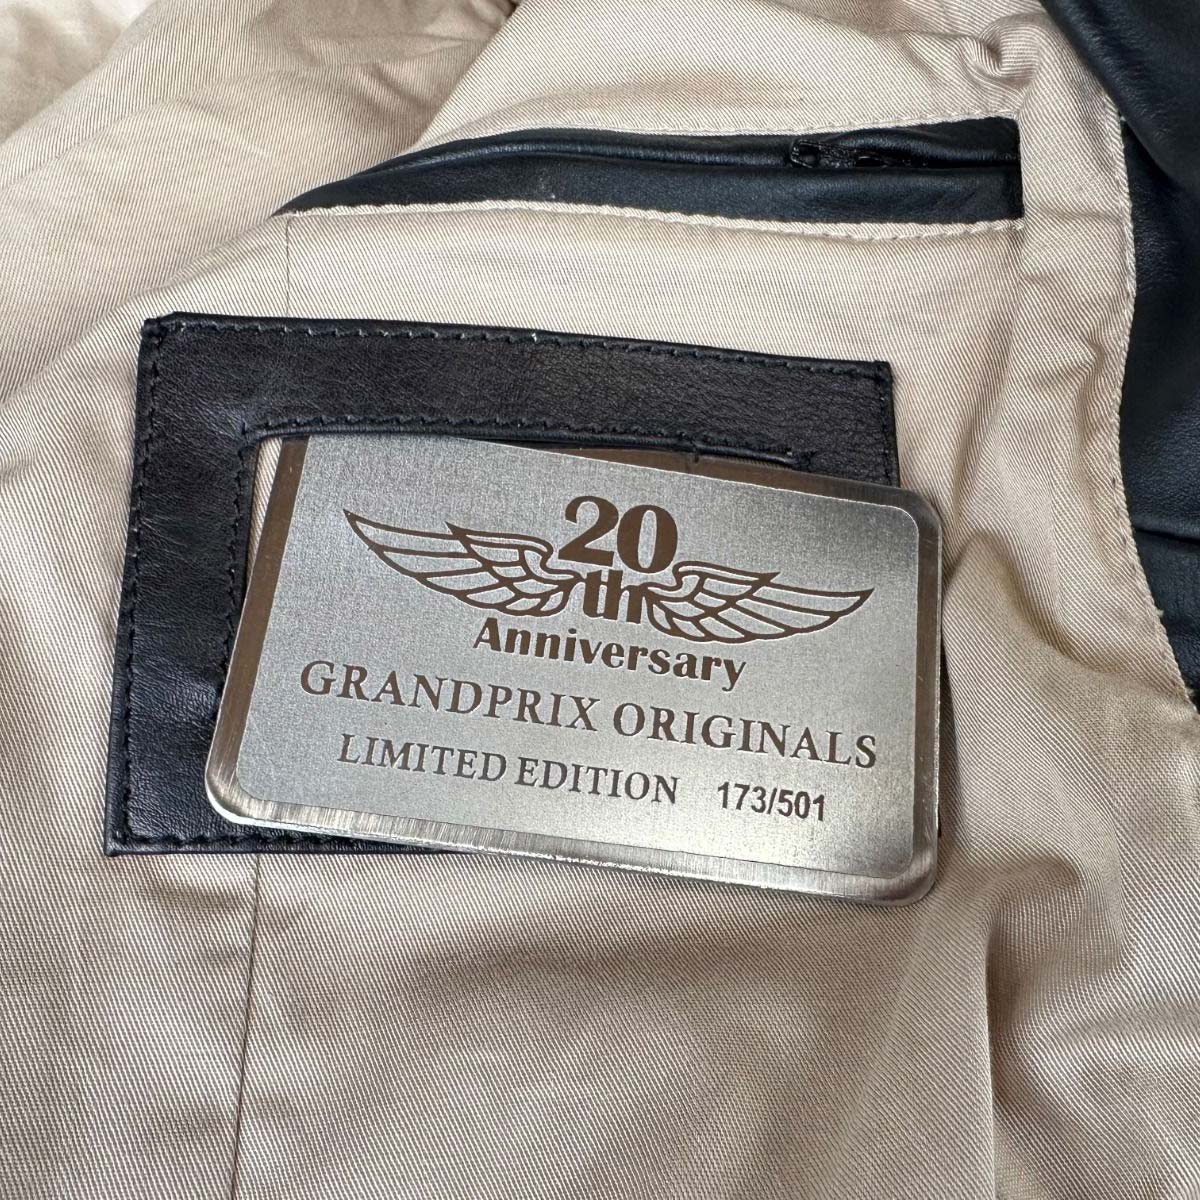 20
th
Anniversary
GRANDPRIX ORIGINALS
LIMITED EDITION 173/501